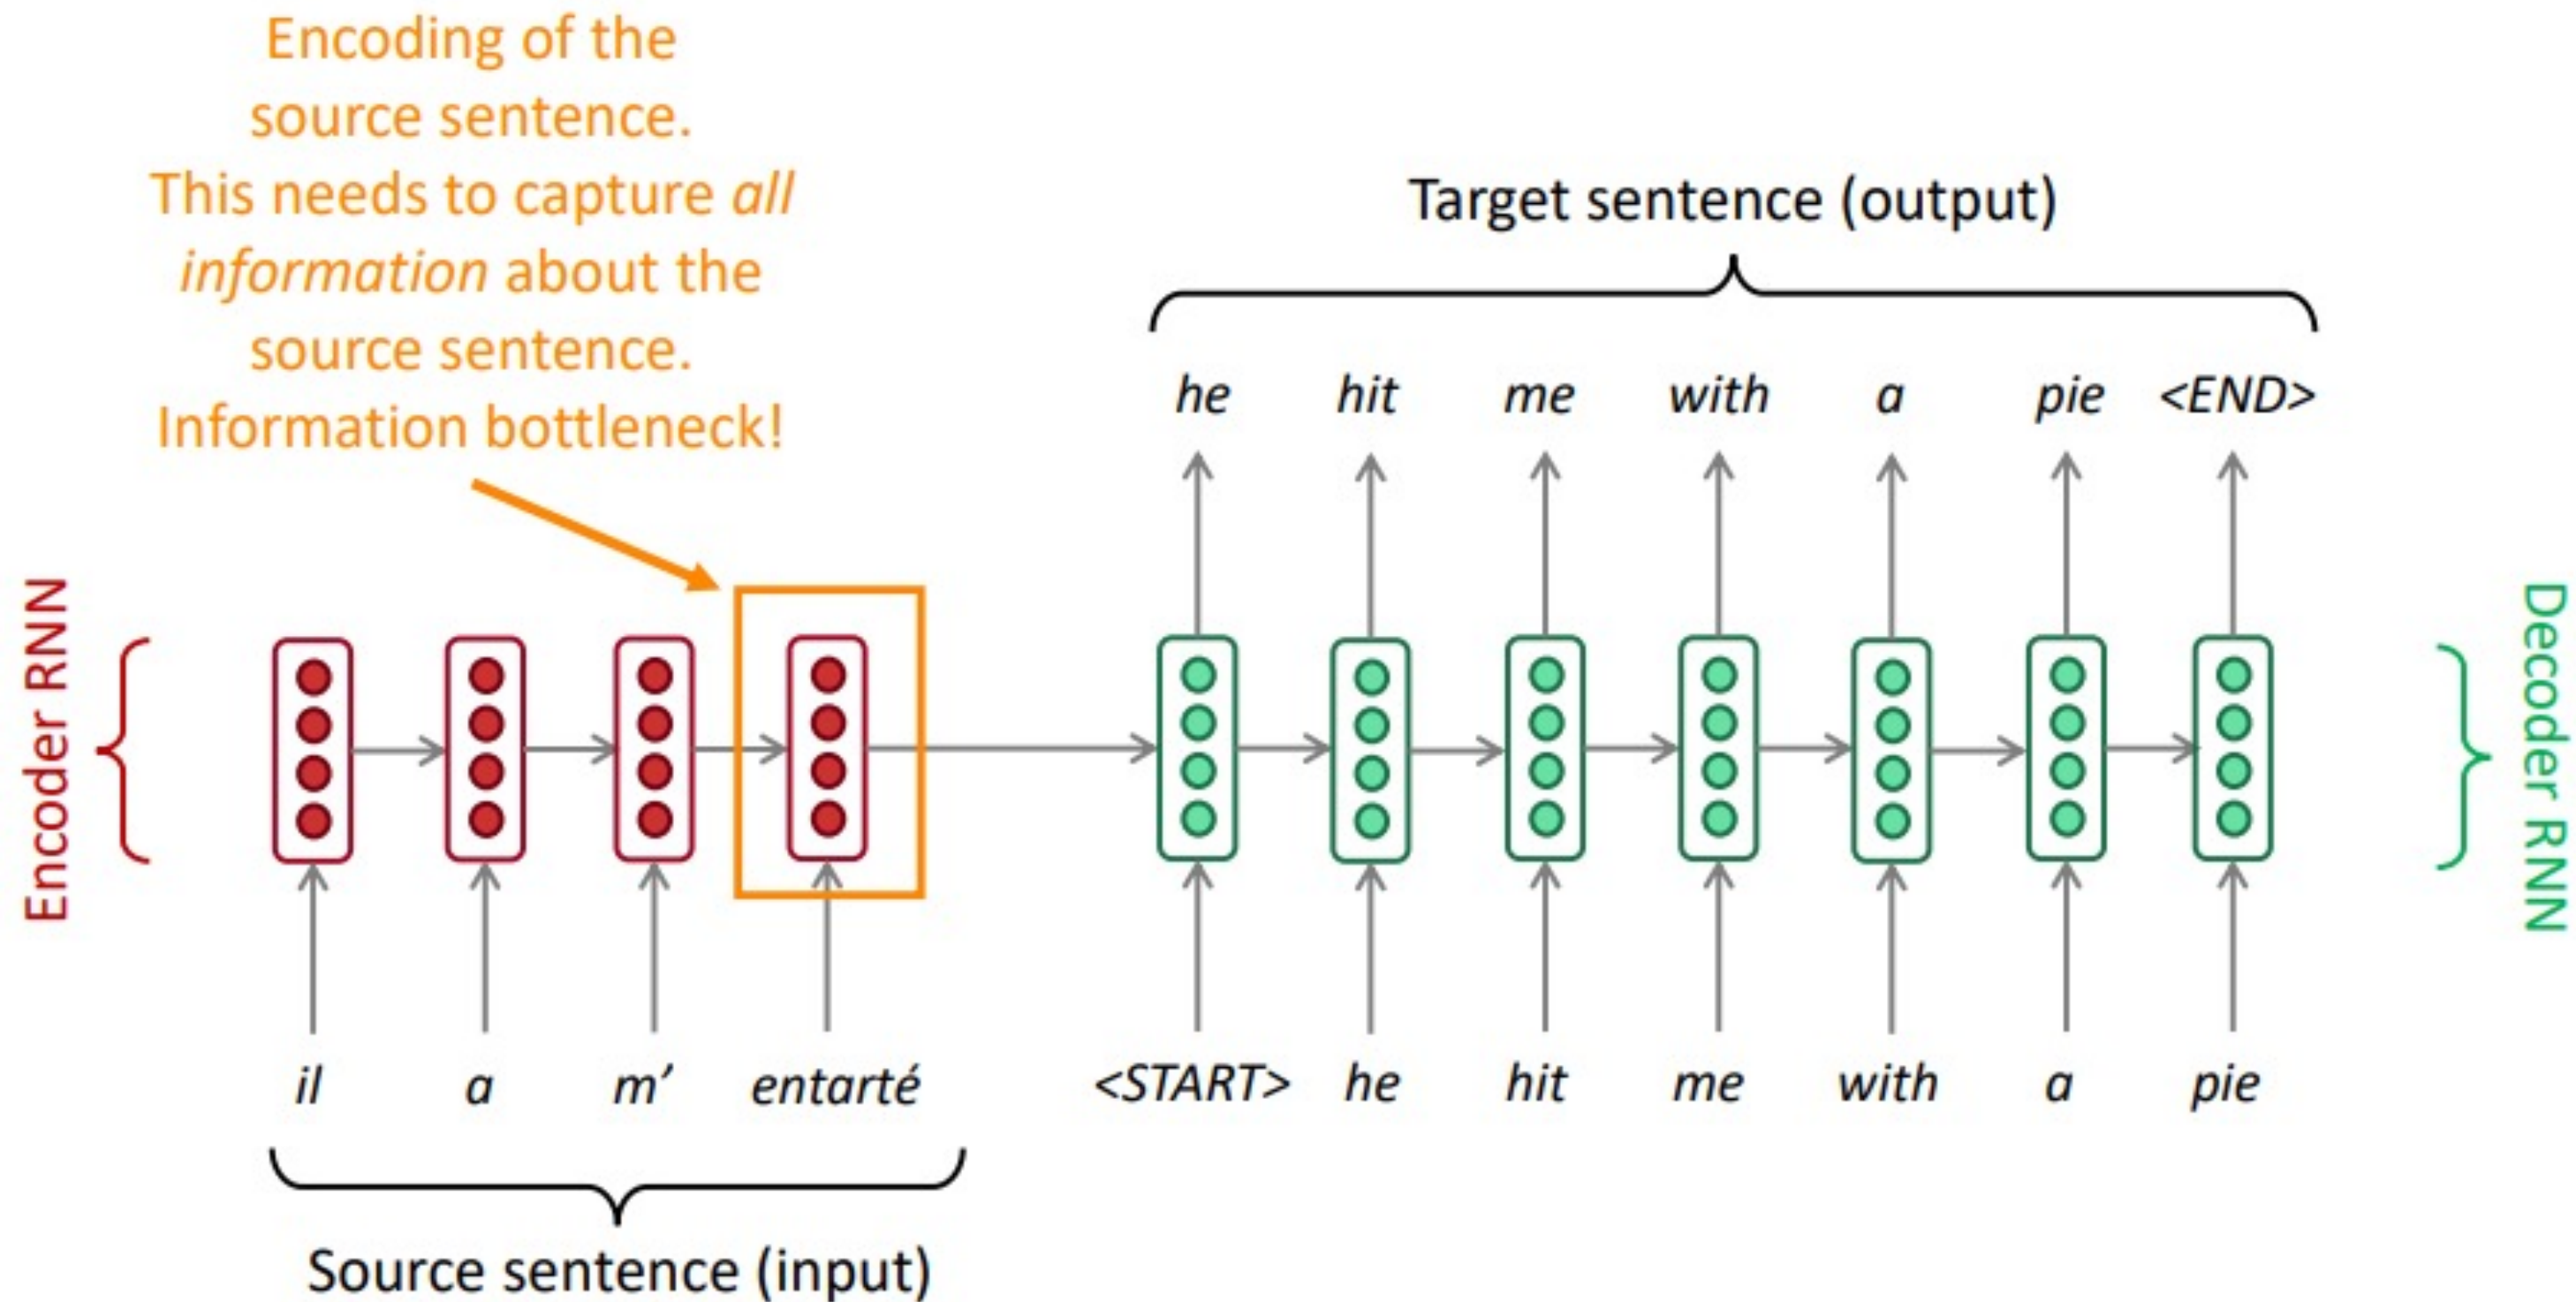 Encoding of the
source sentence.
This needs to capture all
information about the
source sentence.
Information bottleneck!
Target sentence (output)
he hit me with a pie <END>
Encoder RNN
Decoder RNN
il a m’ entarté <START> he hit me with a pie
Source sentence (input)